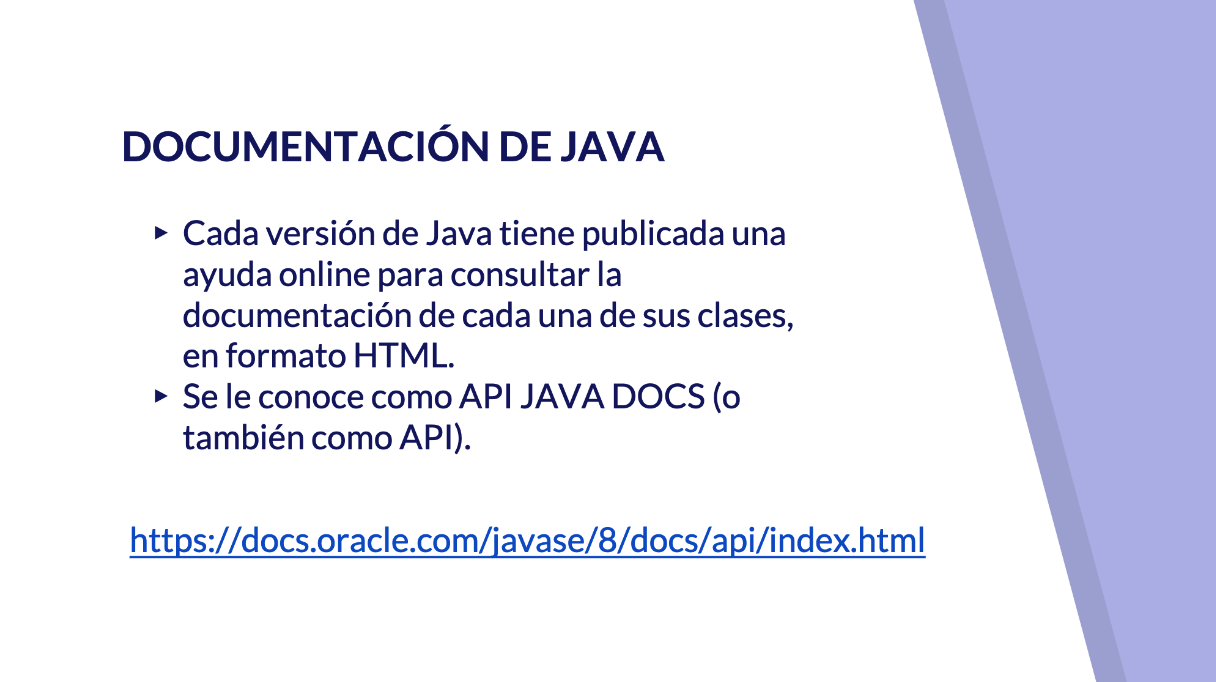 DOCUMENTACIÓN DE JAVA
▸ Cada versión de Java tiene publicada una
ayuda online para consultar la
documentación de cada una de sus clases,
en formato HTML.
▸ Se le conoce como API JAVA DOCS (o
también como API).
https://docs.oracle.com/javase/8/docs/api/index.html